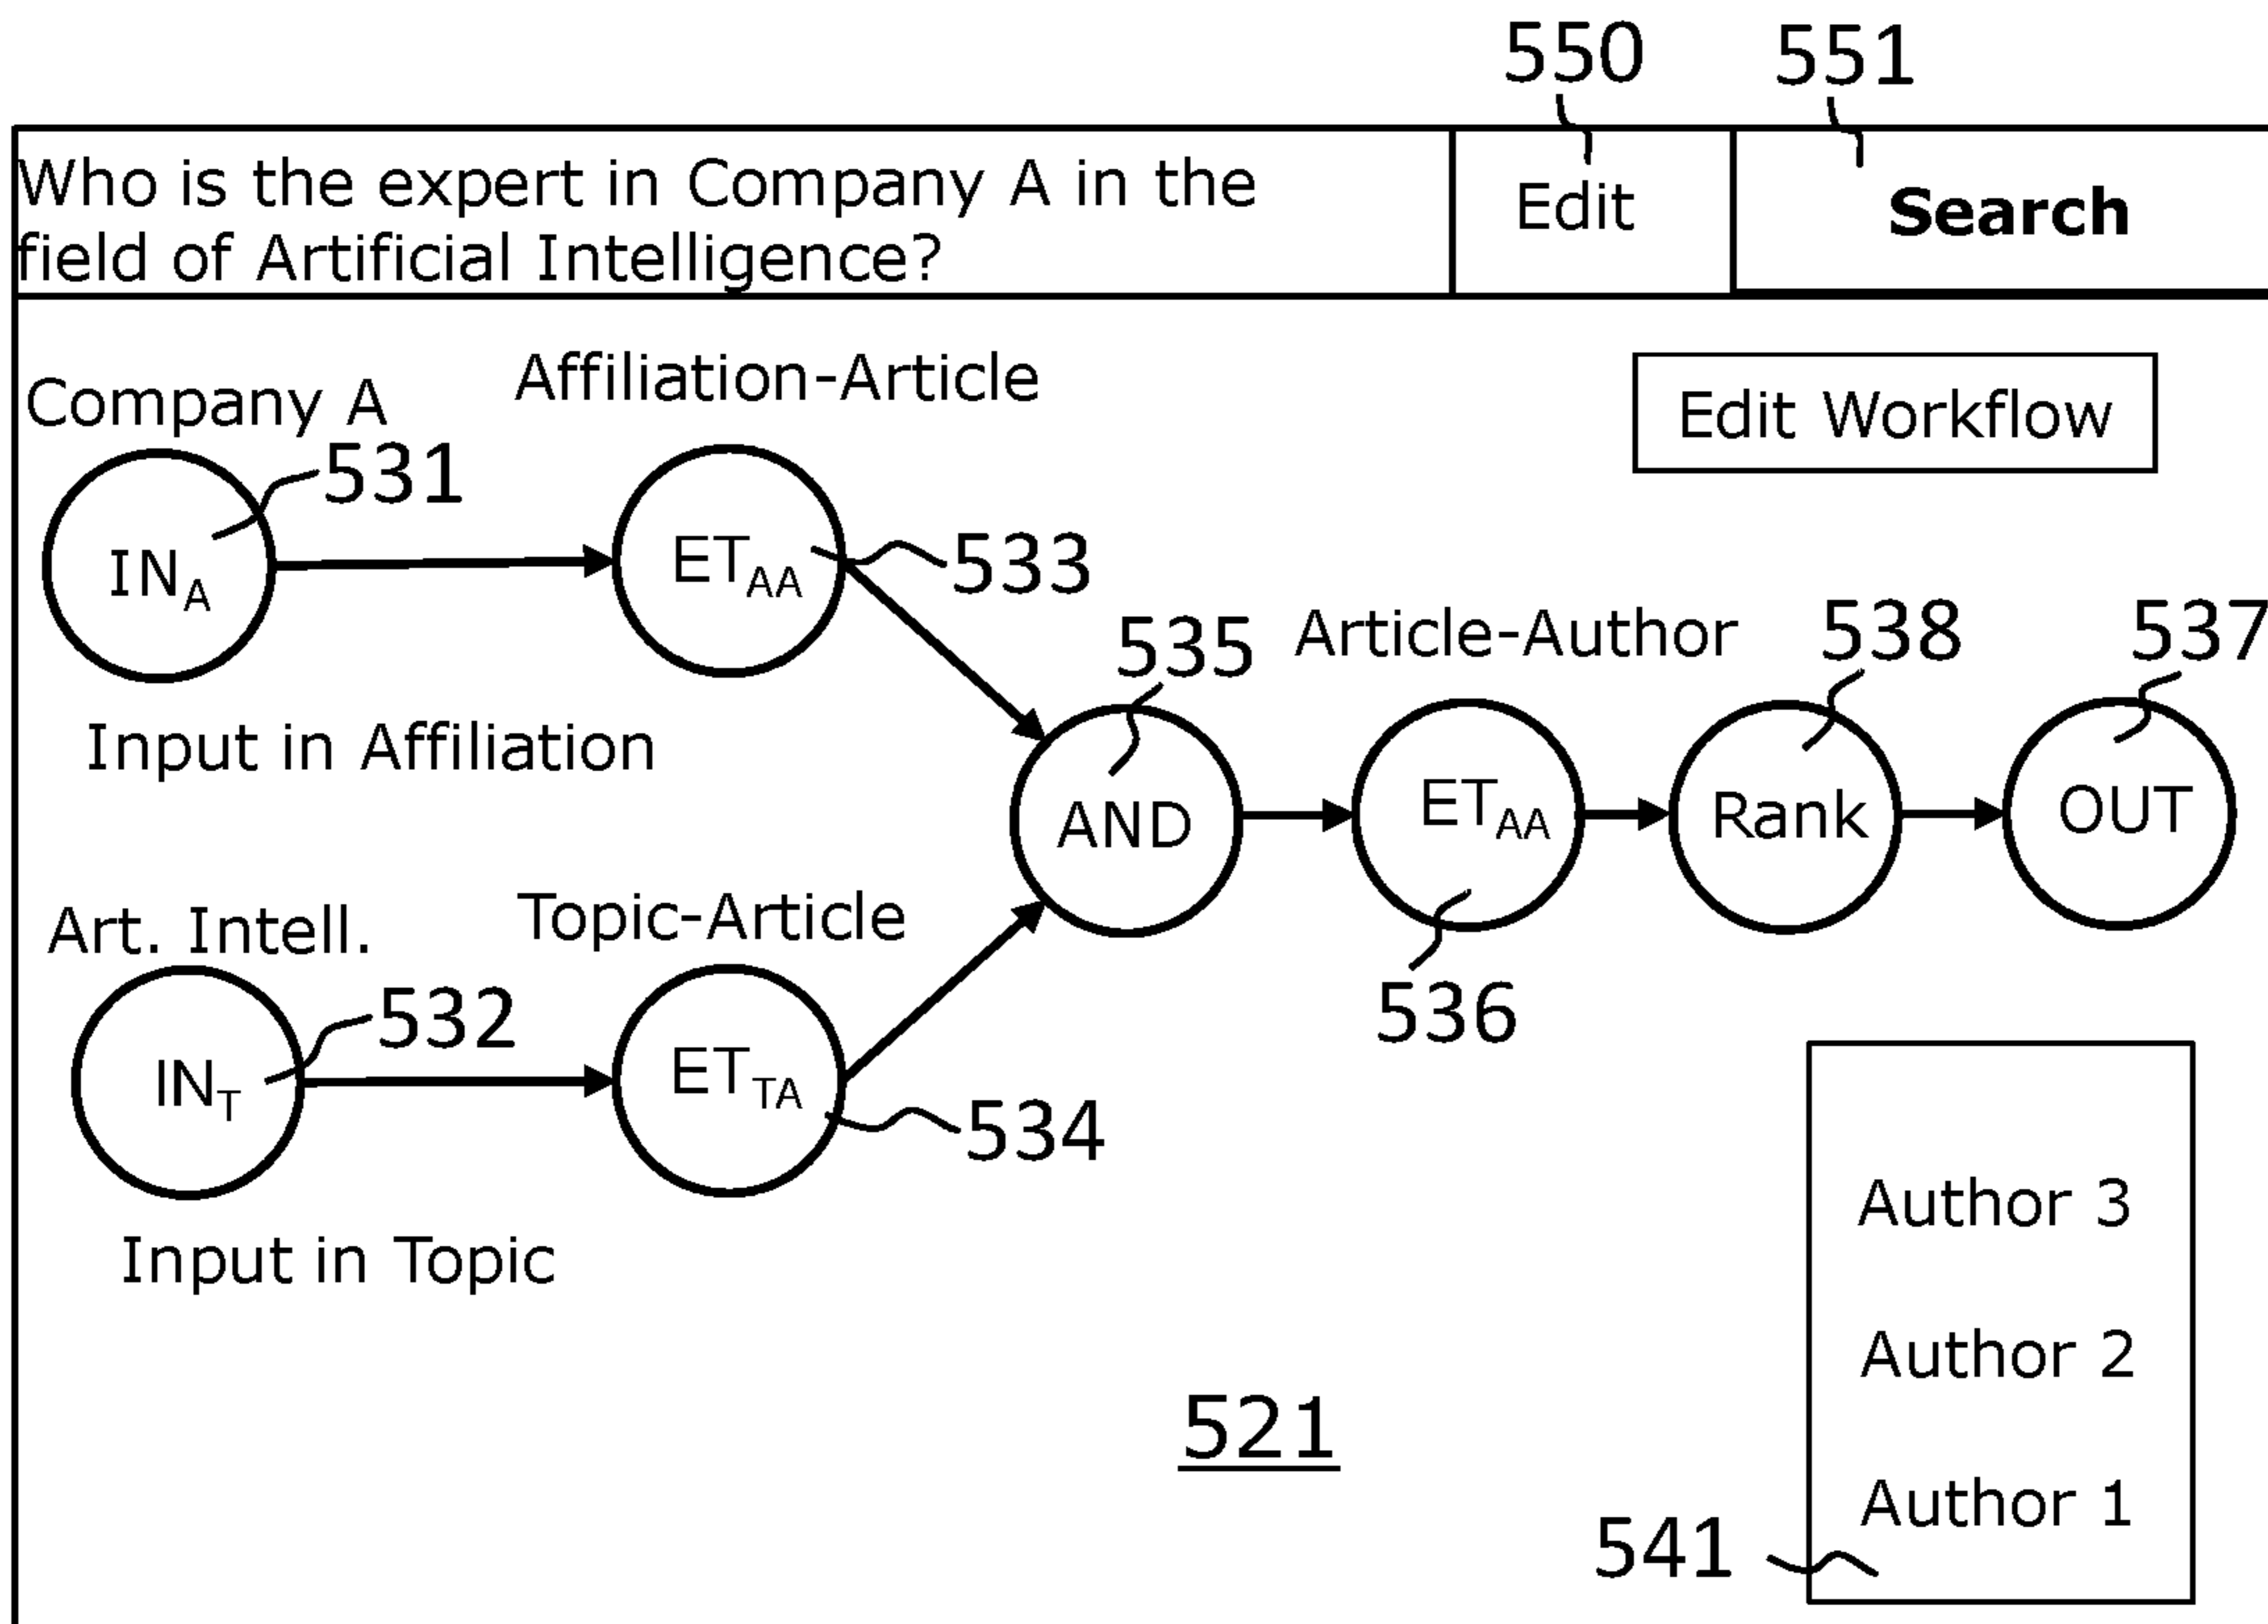 550
551
Who is the expert in Company A in the
field of Artificial Intelligence?
Edit
Search
Company A
Affiliation-Article
Edit Workflow
531
IN_A
ET_AA
533
Input in Affiliation
535
Article-Author
538
537
AND
ET_AA
Rank
OUT
536
Art. Intell.
Topic-Article
532
IN_T
ET_TA
534
Input in Topic
521
Author 3
Author 2
Author 1
541